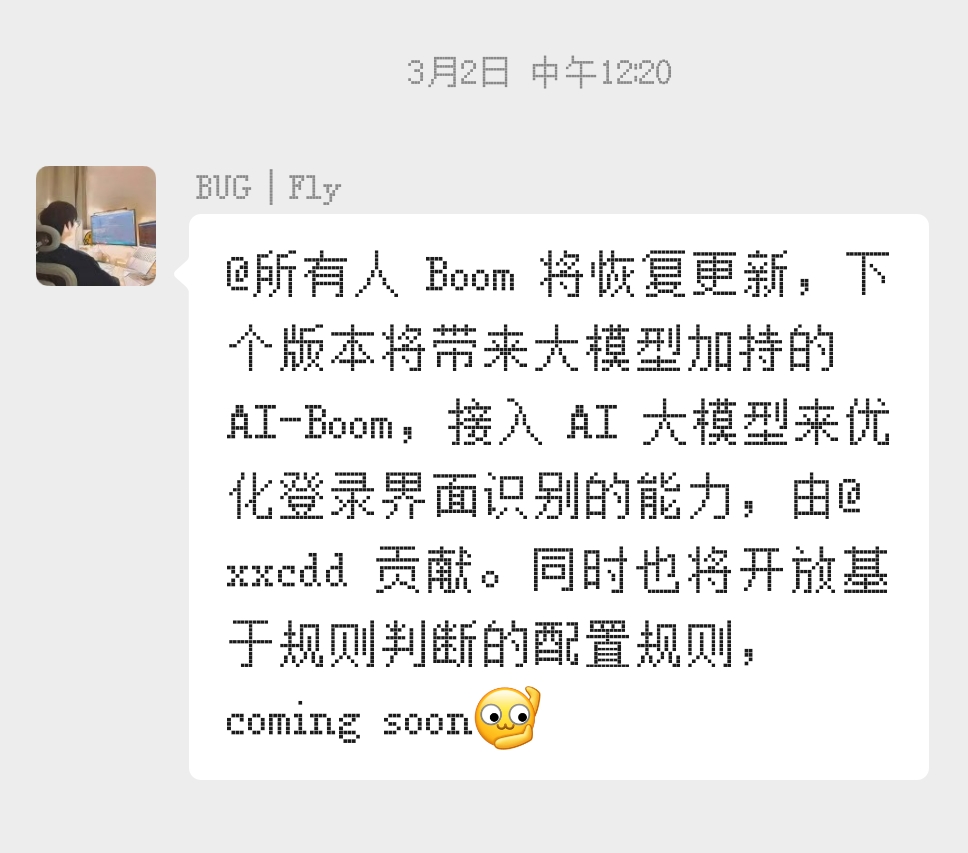 3月2日 中午12:20
BUG | Fly
@所有人 Boom 将恢复更新，下
个版本将带来大模型加持的
AI-Boom，接入 AI 大模型来优
化登录界面识别的能力，由@
xxcdd 贡献。同时也将开放基
于规则判断的配置规则，
coming soon